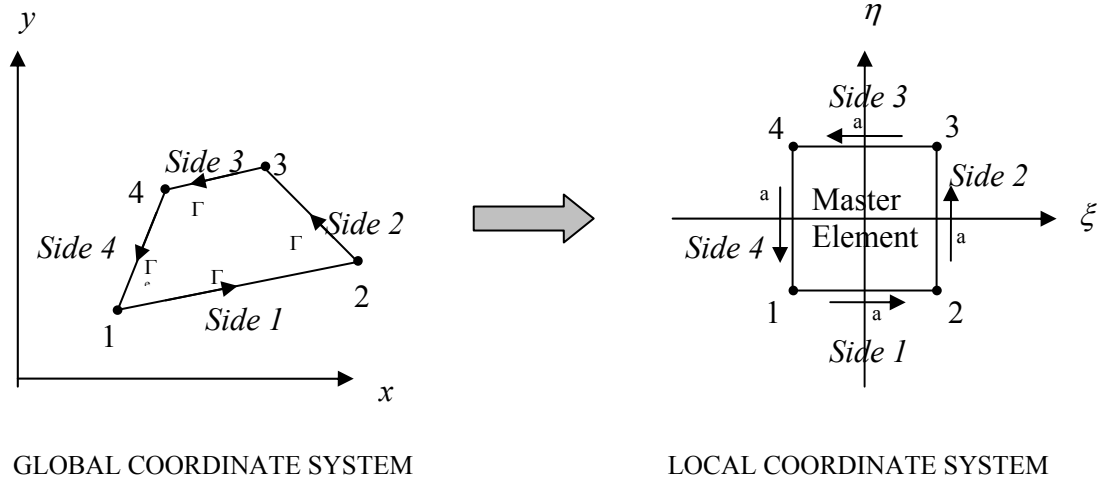 y
Side 3
3
4
Γ
Side 2
Side 4
Γ
Γ
e
Γ
2
1
Side 1
x
GLOBAL COORDINATE SYSTEM
η
Side 3
a
4
3
Side 2
a
Master
Element
ξ
Side 4
a
1
a
2
Side 1
LOCAL COORDINATE SYSTEM